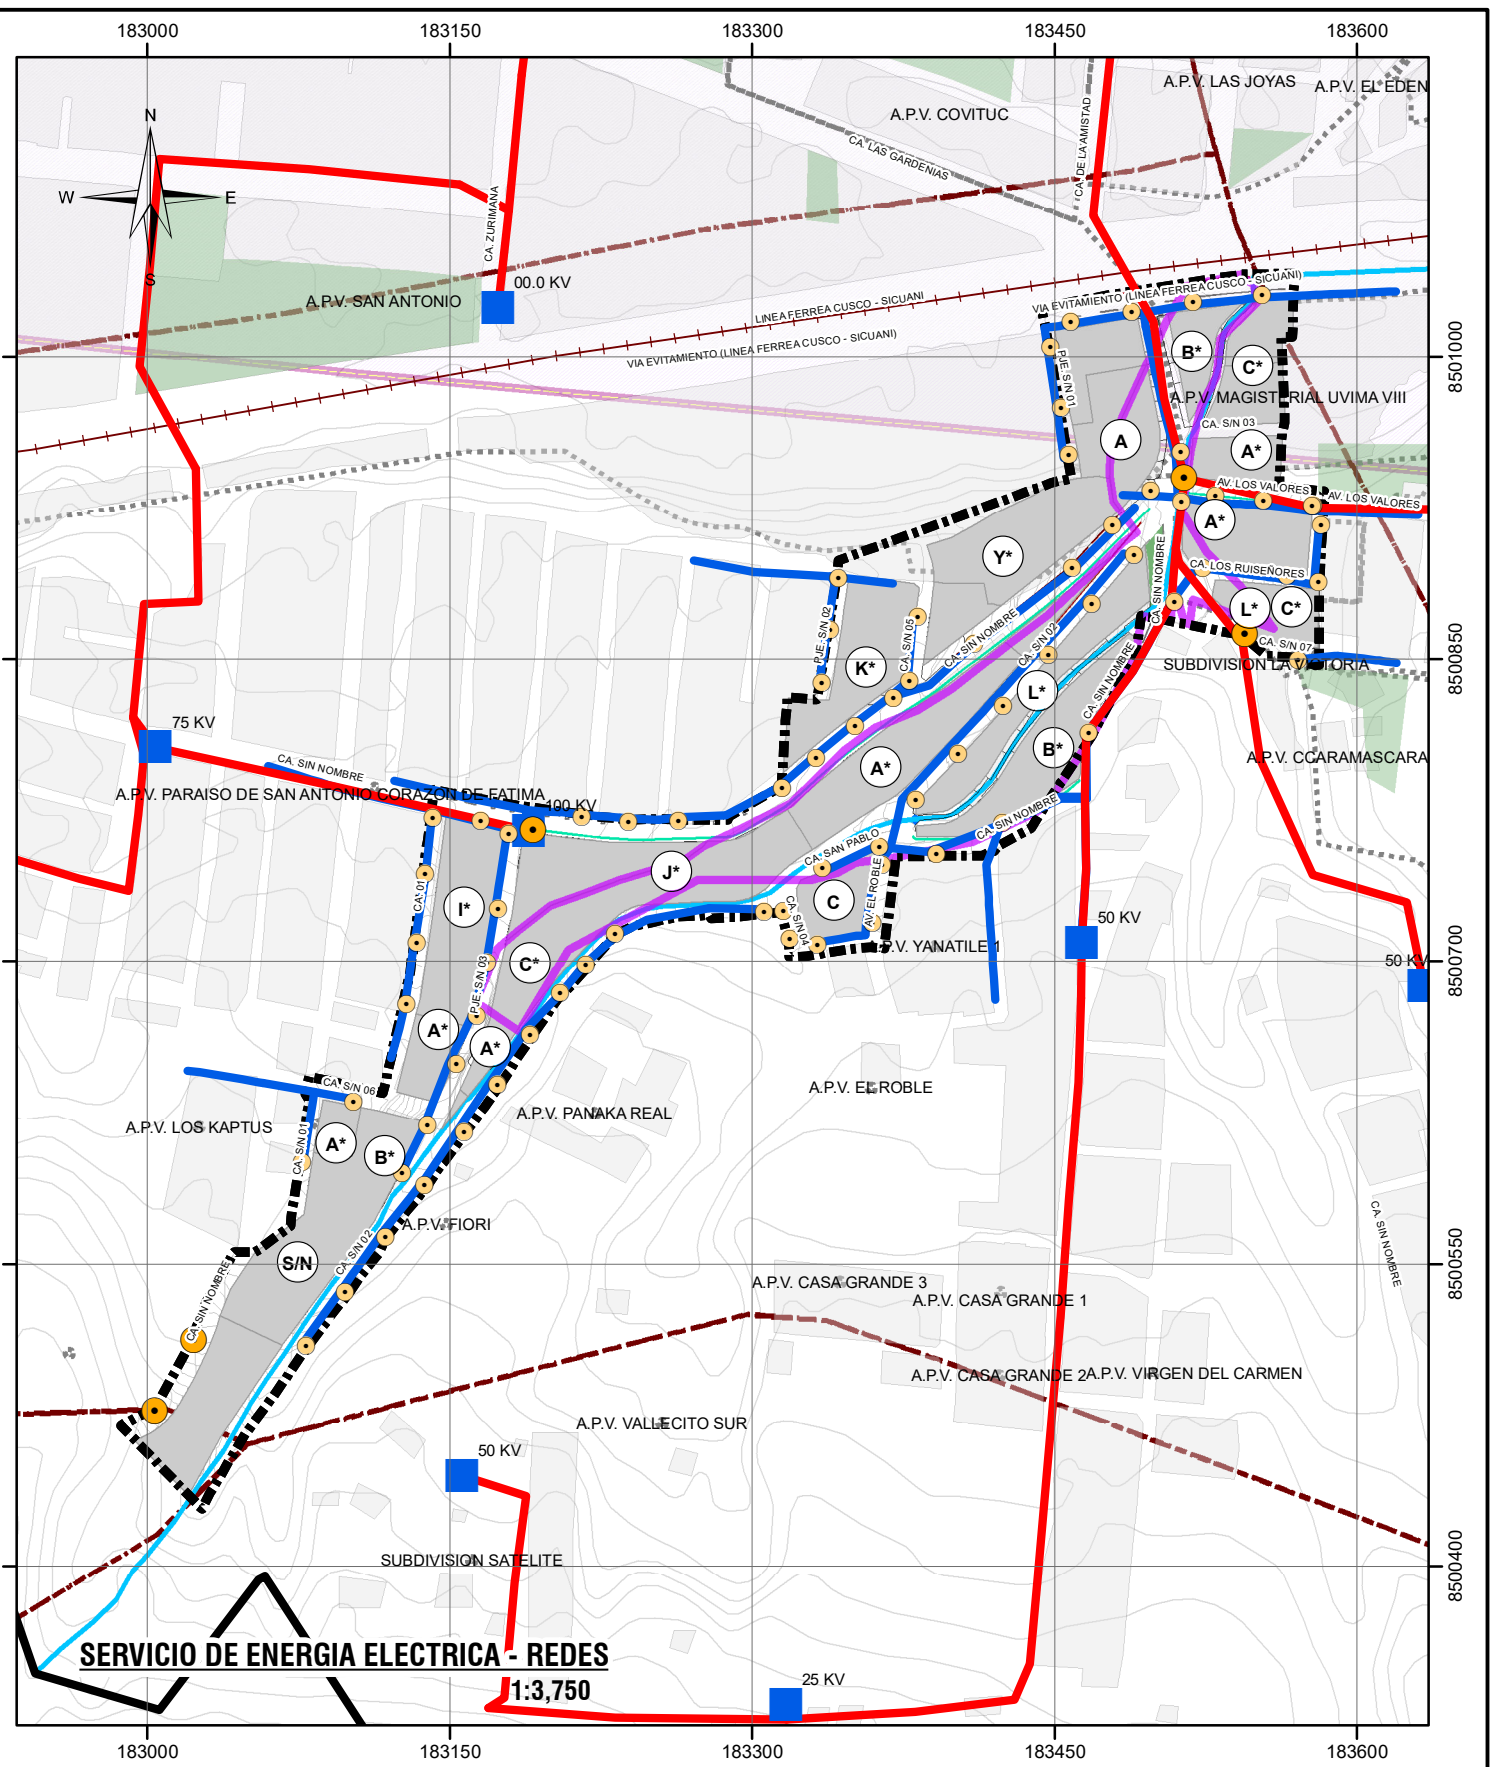 183000 183150 183300 183450 183600
A.P.V. LAS JOYAS
A.P.V. EL EDEN
A.P.V. COVITUC
N
CA. LAS GARDENIAS
CA. DE LA AMISTAD
W E
CA. ZURIMANA
S
00.0 KV
A.P.V. SAN ANTONIO
LINEA FERREA CUSCO - SICUANI
VIA EVITAMIENTO (LINEA FERREA CUSCO - SICUANI)
VIA EVITAMIENTO (LINEA FERREA CUSCO - SICUANI)
8501000
B*
C*
PJE. S/N 01
A.P.V. MAGISTERIAL UVIMA VIII
CA. S/N 03
A
A*
AV. LOS VALORES
AV. LOS VALORES
A*
Y*
CA. SIN NOMBRE
CA. LOS RUISEÑORES
L*
C*
PJE. S/N 02
CA. S/N 05
CA. SIN NOMBRE
CA. S/N 02
CA. S/N 07
K*
8500850
SUBDIVISION LA VICTORIA
L*
CA. SIN NOMBRE
75 KV
B*
A.P.V. CCARAMASCARA
CA. SIN NOMBRE
A*
A.P.V. PARAISO DE SAN ANTONIO CORAZON DE FATIMA
100 KV
CA. SIN NOMBRE
CA. SAN PABLO
J*
CA. 01
I*
C
AV. EL ROBLE
CA. S/N 04
50 KV
A.P.V. YANATILE 1
C*
50 KV
8500700
PJE. S/N 03
A*
A*
CA. S/N 06
A.P.V. EL ROBLE
A.P.V. PANAKA REAL
A.P.V. LOS KAPTUS
CA. S/N 01
A*
B*
A.P.V. FIORI
CA. S/N 02
CA. SIN NOMBRE
S/N
8500550
A.P.V. CASA GRANDE 3
A.P.V. CASA GRANDE 1
CA. SIN NOMBRE
A.P.V. CASA GRANDE 2
A.P.V. VIRGEN DEL CARMEN
A.P.V. VALLECITO SUR
50 KV
SUBDIVISION SATELITE
8500400
SERVICIO DE ENERGIA ELECTRICA - REDES
1:3,750
25 KV
183000 183150 183300 183450 183600